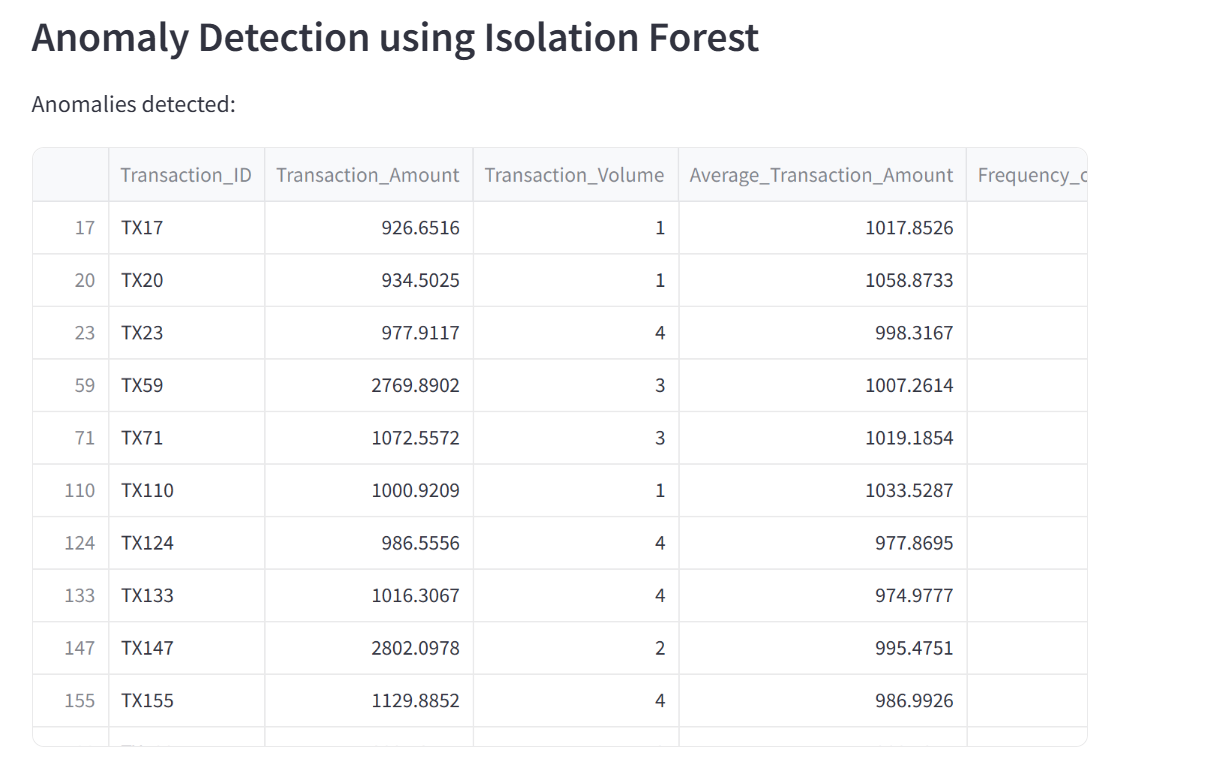 Anomaly Detection using Isolation Forest
Anomalies detected:
Transaction_ID Transaction_Amount Transaction_Volume Average_Transaction_Amount
17 TX17 926.6516 1 1017.8526
20 TX20 934.5025 1 1058.8733
23 TX23 977.9117 4 998.3167
59 TX59 2769.8902 3 1007.2614
71 TX71 1072.5572 3 1019.1854
110 TX110 1000.9209 1 1033.5287
124 TX124 986.5556 4 977.8695
133 TX133 1016.3067 4 974.9777
147 TX147 2802.0978 2 995.4751
155 TX155 1129.8852 4 986.9926